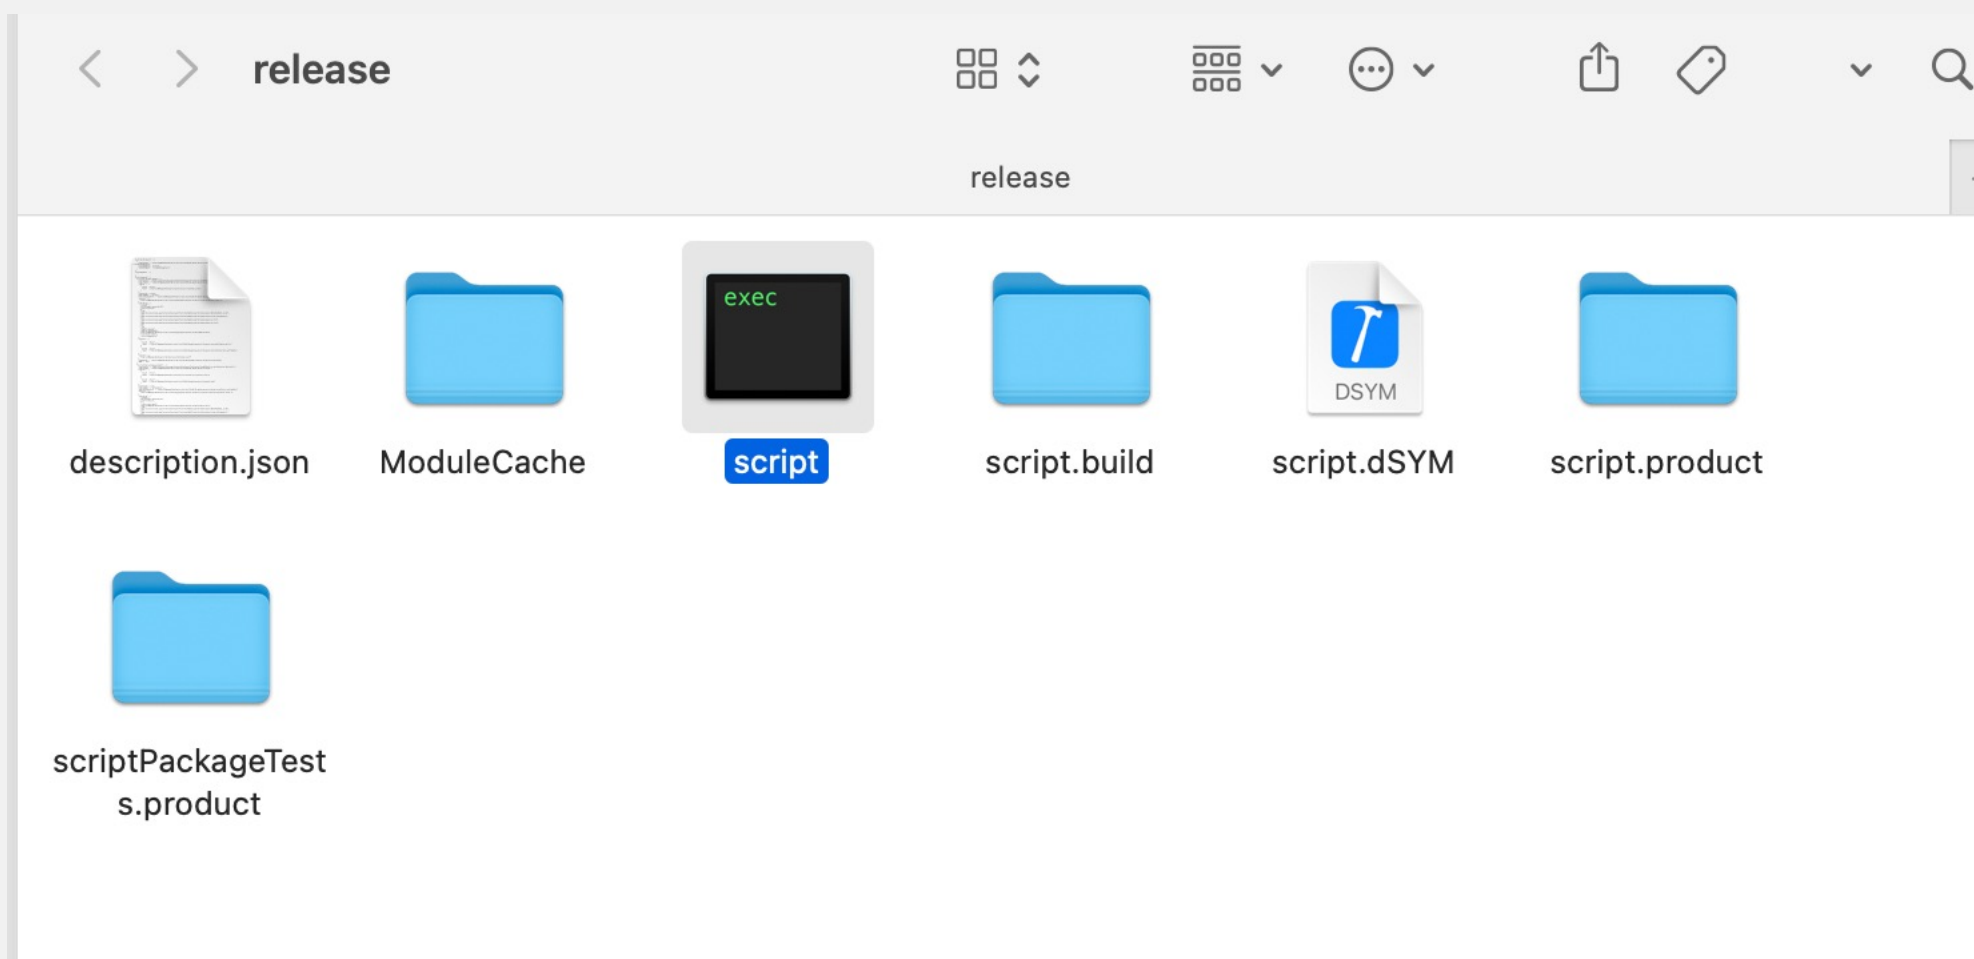 release
release
exec
DSYM
description.json
ModuleCache
script
script.build
script.dSYM
script.product
scriptPackageTest
s.product